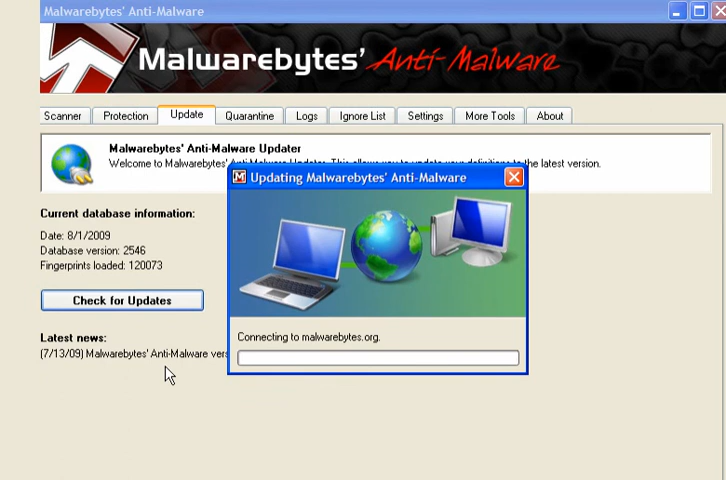 Malwarebytes' Anti-Malware
Malwarebytes' Anti-Malware
Scanner Protection Update Quarantine Logs Ignore List Settings More Tools About
Malwarebytes' Anti-Malware Updater
Welcome to Malwarebytes' Anti-Malware Updater. This allows you to update your definitions to the latest version.
Updating Malwarebytes' Anti-Malware
Current database information:
Date: 8/1/2009
Database version: 2546
Fingerprints loaded: 120073
Check for Updates
Connecting to malwarebytes.org.
Latest news:
(7/13/09) Malwarebytes' Anti-Malware vers